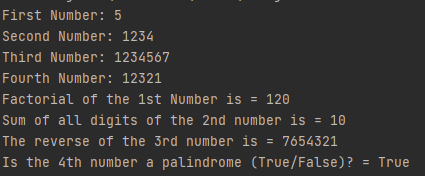 First Number: 5
Second Number: 1234
Third Number: 1234567
Fourth Number: 12321
Factorial of the 1st Number is = 120
Sum of all digits of the 2nd number is = 10
The reverse of the 3rd number is = 7654321
Is the 4th number a palindrome (True/False)? = True